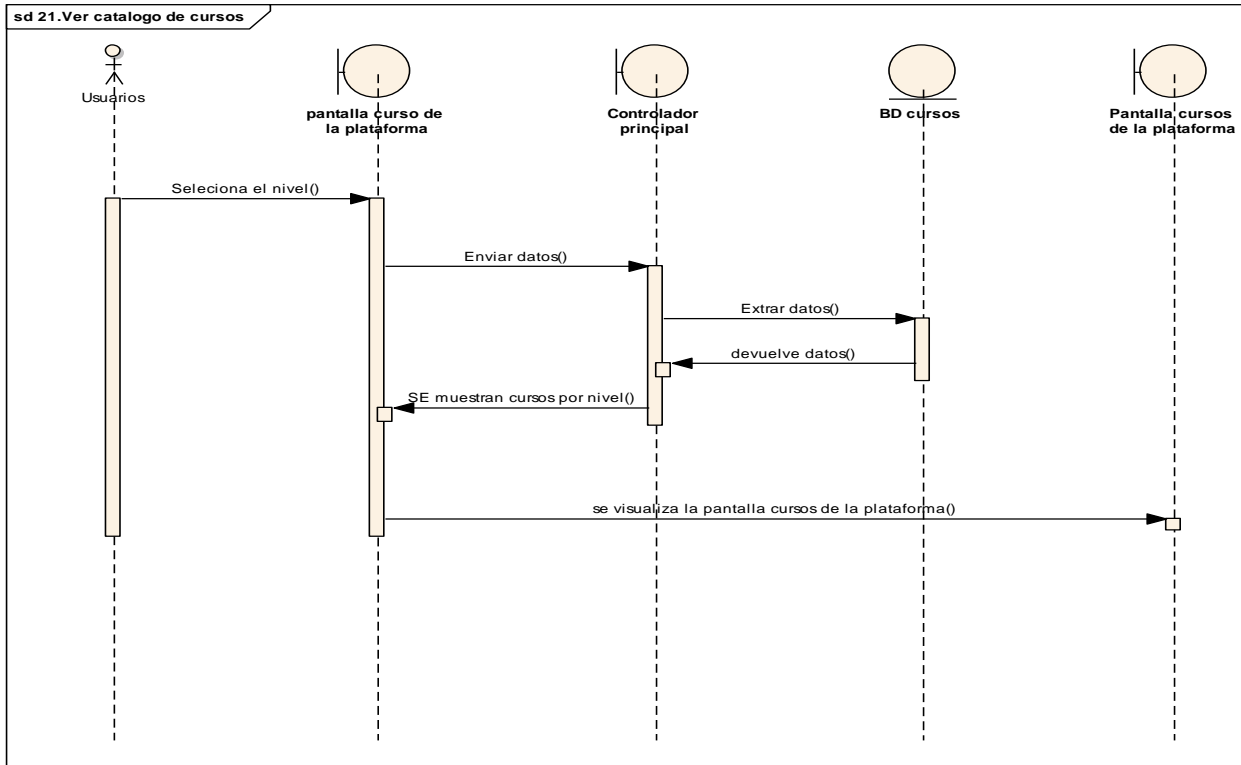 sd 21.Ver catalogo de cursos
Usuarios
pantalla curso de
la plataforma
Controlador
principal
BD cursos
Pantalla cursos
de la plataforma
Seleciona el nivel()
Enviar datos()
Extrar datos()
devuelve datos()
SE muestran cursos por nivel()
se visualiza la pantalla cursos de la plataforma()